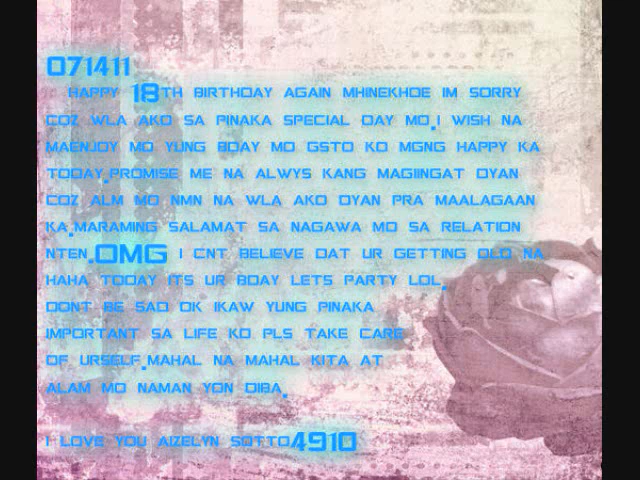 071411
HAPPY 18TH BIRTHDAY AGAIN MHINEKHOE IM SORRY
COZ WLA AKO SA PINAKA SPECIAL DAY MO.I WISH NA
MAENJOY MO YUNG BDAY MO GSTO KO MGNG HAPPY KA
TODAY.PROMISE ME NA ALWYS KANG MAGIINGAT DYAN
COZ ALM MO NMN NA WLA AKO DYAN PRA MAALAGAAN
KA.MARAMING SALAMAT SA NAGAWA MO SA RELATION
NTEN.OMG I CNT BELIEVE DAT UR GETTING OLD NA
HAHA TODAY ITS UR BDAY LETS PARTY LOL.
DONT BE SAD OK IKAW YUNG PINAKA
IMPORTANT SA LIFE KO PLS TAKE CARE
OF URSELF.MAHAL NA MAHAL KITA AT
ALAM MO NAMAN YON DIBA.
I LOVE YOU AIZELYN SOTTO4910